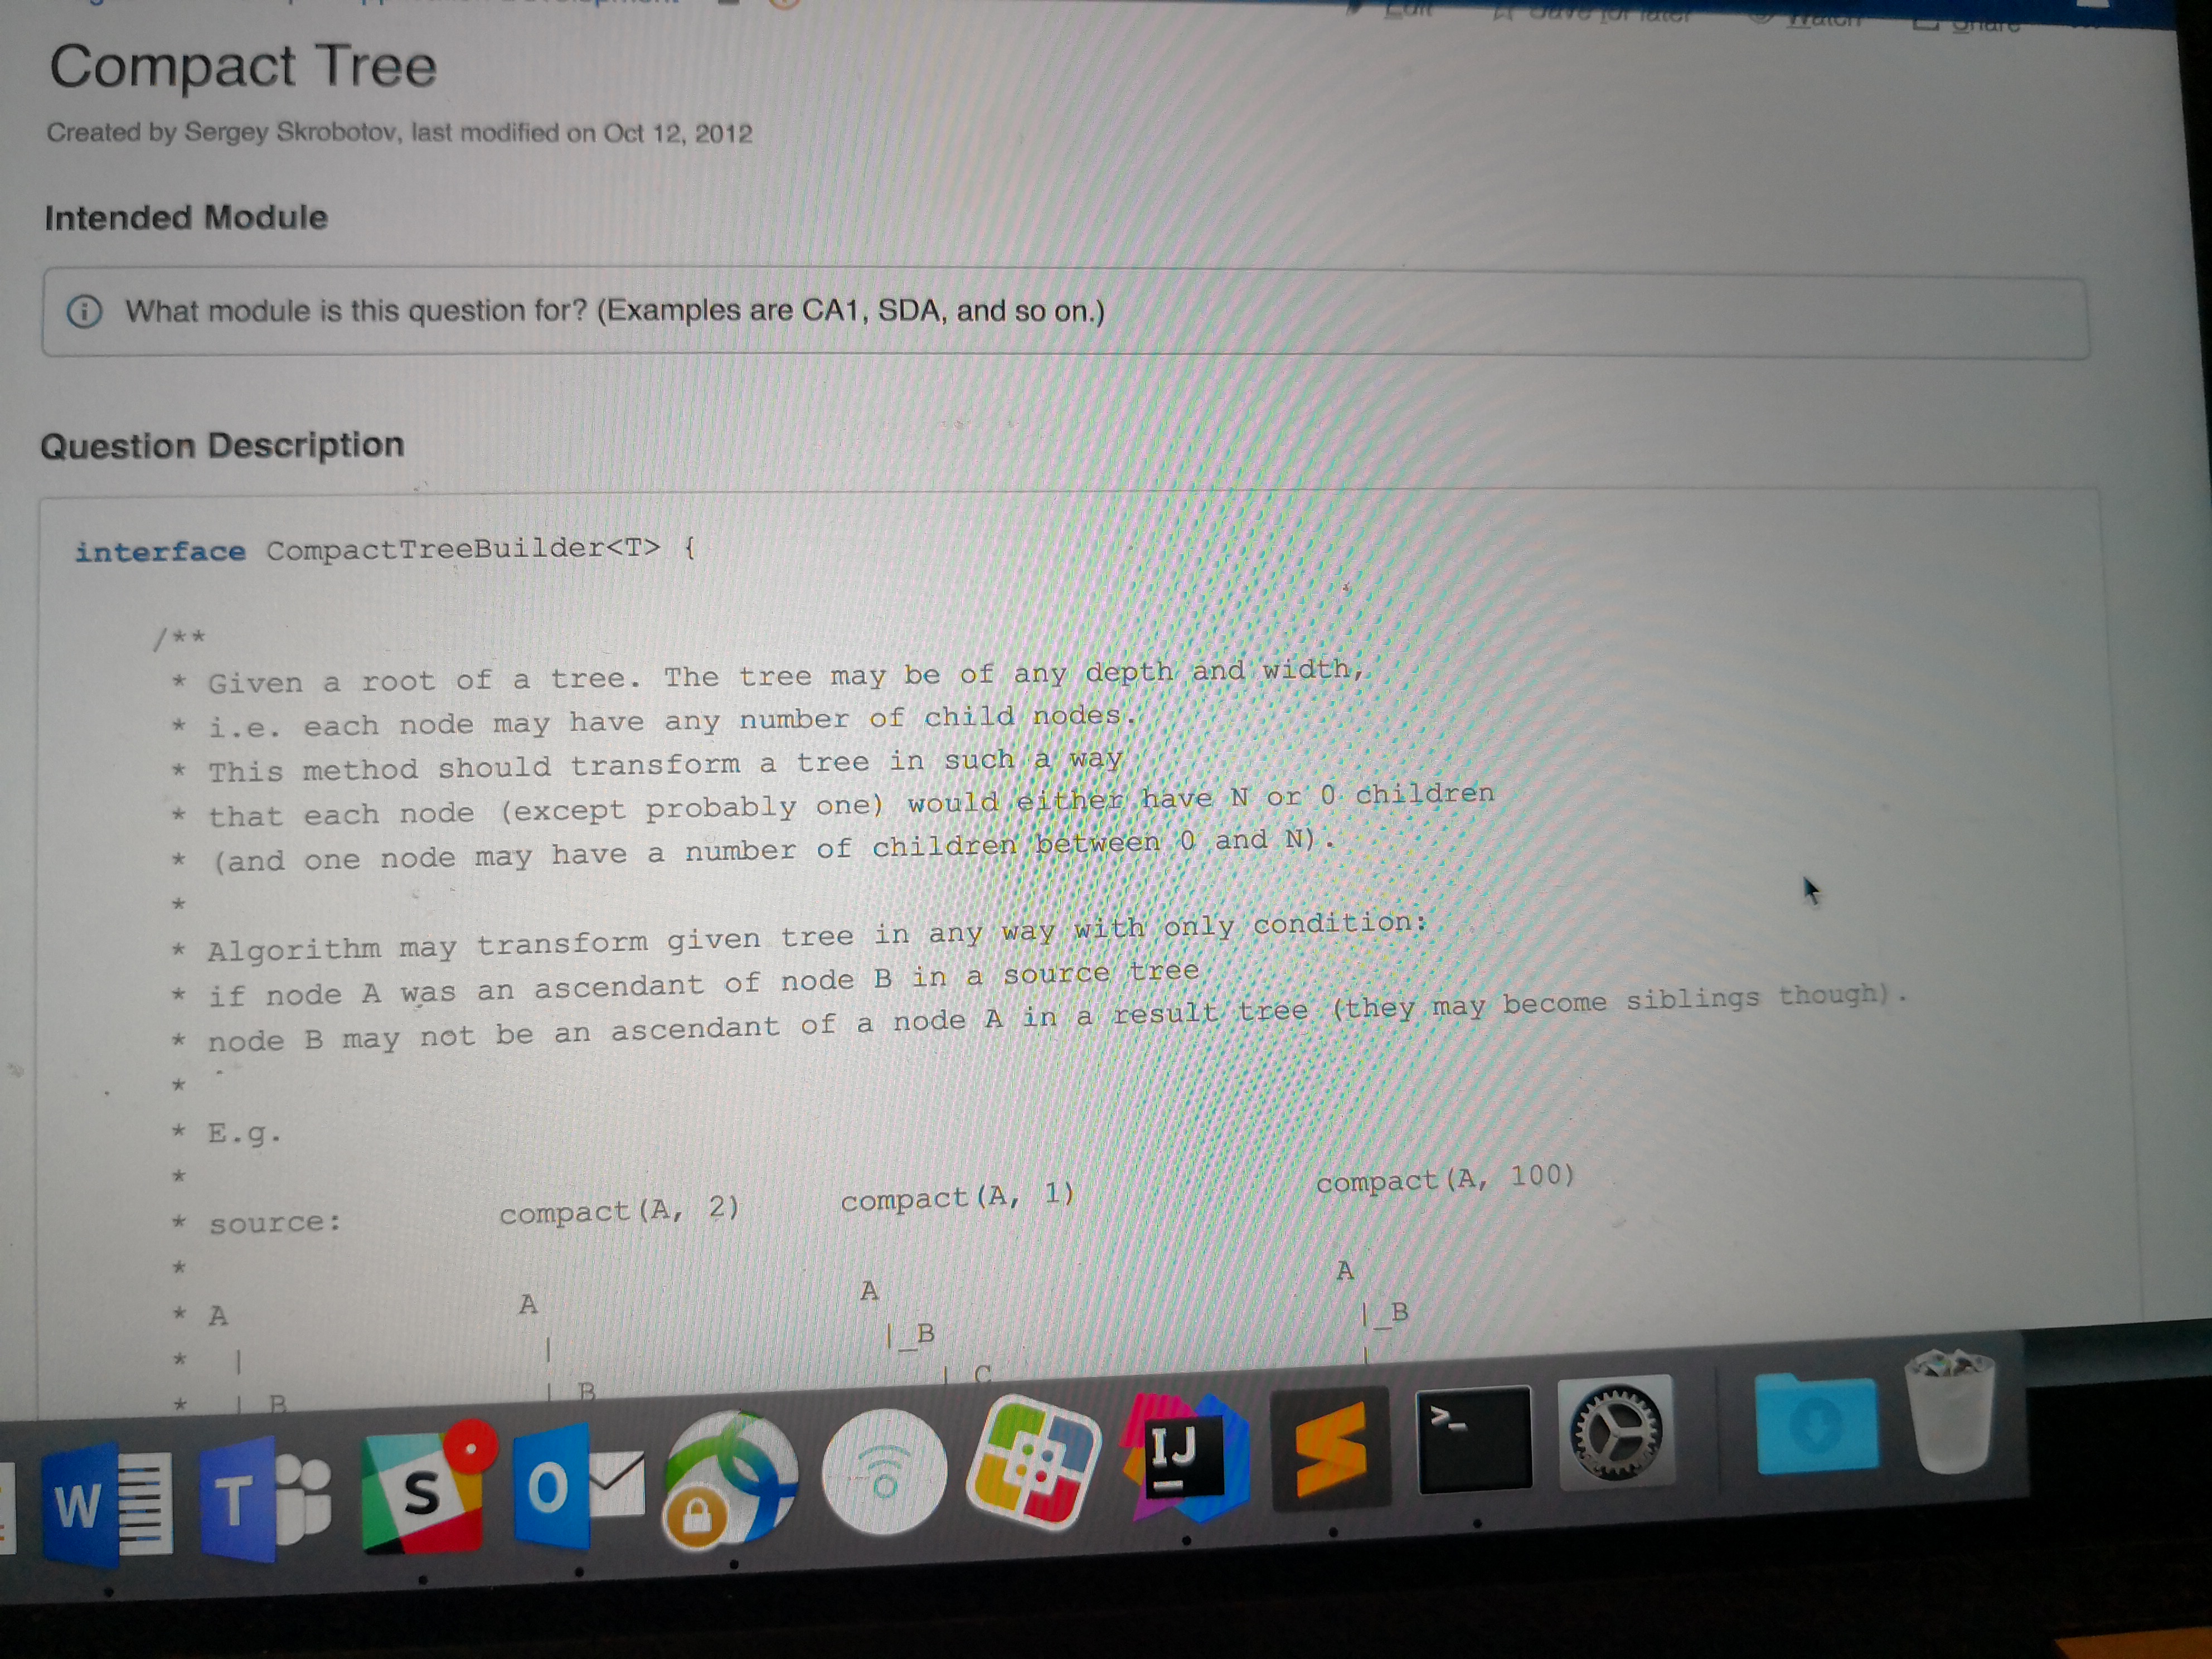 Edit Save for later Watch Share
Compact Tree
Created by Sergey Skrobotov, last modified on Oct 12, 2012
Intended Module
What module is this question for? (Examples are CA1, SDA, and so on.)
Question Description
interface CompactTreeBuilder<T> {
/**
* Given a root of a tree. The tree may be of any depth and width,
* i.e. each node may have any number of child nodes.
* This method should transform a tree in such a way
* that each node (except probably one) would either have N or 0 children
* (and one node may have a number of children between 0 and N).
*
* Algorithm may transform given tree in any way with only condition:
* if node A was an ascendant of node B in a source tree
* node B may not be an ascendant of a node A in a result tree (they may become siblings though).
*
* E.g.
*
* source: compact(A, 2) compact(A, 1) compact(A, 100)
*
* A A A A
* | | |_B |_B
* | B | B | C |
W T S O IJ >_